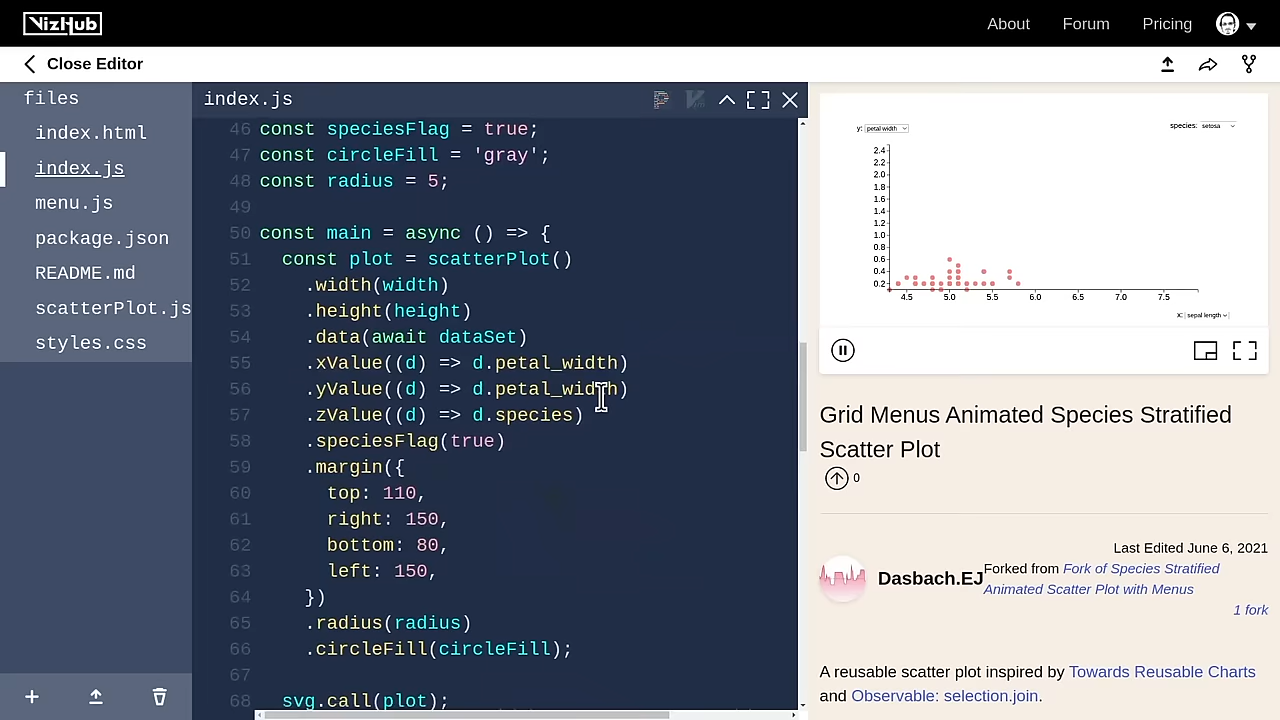 VizHub
About Forum Pricing
Close Editor
files
index.html
index.js
menu.js
package.json
README.md
scatterPlot.js
styles.css
index.js
46 const speciesFlag = true;
47 const circleFill = 'gray';
48 const radius = 5;
49
50 const main = async () => {
51 const plot = scatterPlot()
52 .width(width)
53 .height(height)
54 .data(await dataSet)
55 .xValue((d) => d.petal_width)
56 .yValue((d) => d.petal_width)
57 .zValue((d) => d.species)
58 .speciesFlag(true)
59 .margin({
60 top: 110,
61 right: 150,
62 bottom: 80,
63 left: 150,
64 })
65 .radius(radius)
66 .circleFill(circleFill);
67
68 svg.call(plot);
y: petal width
species: setosa
2.4
2.2
2.0
1.8
1.6
1.4
1.2
1.0
0.8
0.6
0.4
0.2
4.5 5.0 5.5 6.0 6.5 7.0 7.5
x: sepal length
Grid Menus Animated Species Stratified
Scatter Plot
0
Last Edited June 6, 2021
Dasbach.EJ
Forked from Fork of Species Stratified
Animated Scatter Plot with Menus
1 fork
A reusable scatter plot inspired by Towards Reusable Charts
and Observable: selection.join.